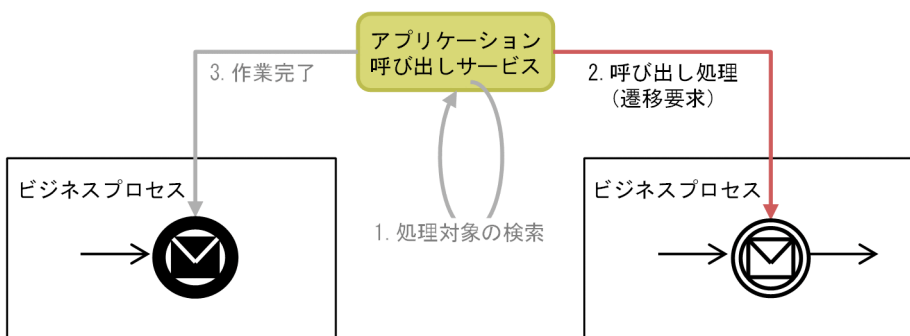 アプリケーション
呼び出しサービス
3. 作業完了
2. 呼び出し処理
(遷移要求)
ビジネスプロセス
ビジネスプロセス
1. 処理対象の検索